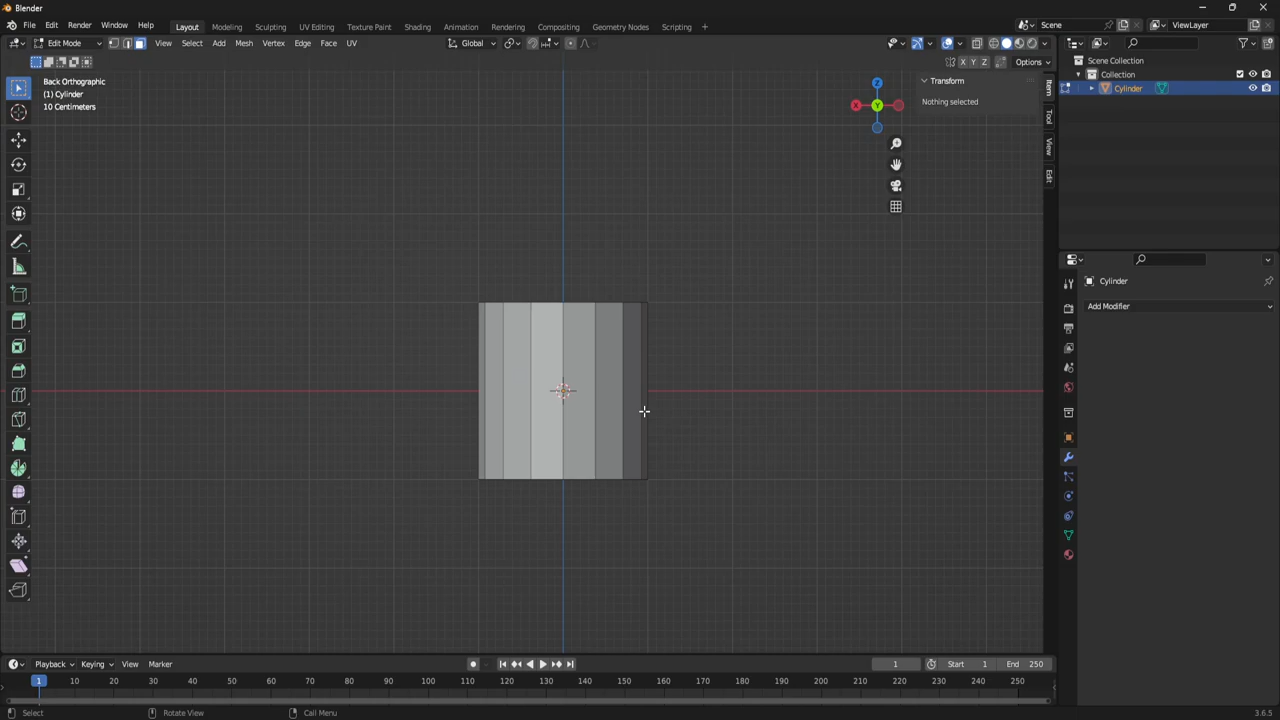 Blender
File Edit Render Window Help
Layout Modeling Sculpting UV Editing Texture Paint Shading Animation Rendering Compositing Geometry Nodes Scripting +
Scene
ViewLayer
Edit Mode View Select Add Mesh Vertex Edge Face UV
Global
X Y Z Options
Back Orthographic
(1) Cylinder
10 Centimeters
Z
X Y
Transform
Nothing selected
Item
Tool
View
Edit
Scene Collection
Collection
Cylinder
Cylinder
Add Modifier
Playback Keying View Marker
1
Start 1
End 250
1 10 20 30 40 50 60 70 80 90 100 110 120 130 140 150 160 170 180 190 200 210 220 230 240 250
Select
Rotate View
Call Menu
3.6.5